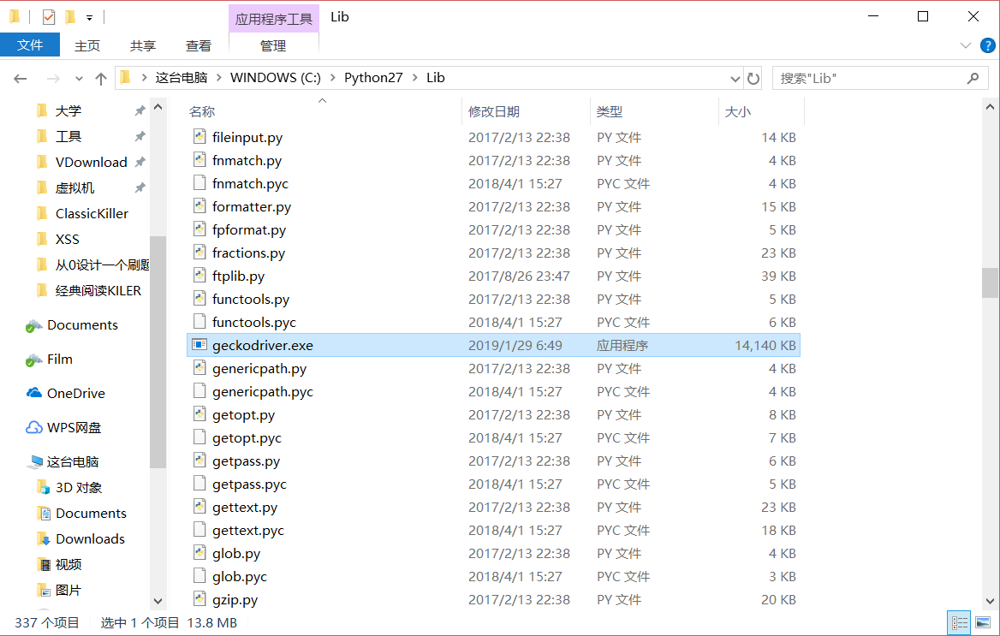 应用程序工具 Lib
文件 主页 共享 查看 管理
这台电脑 WINDOWS (C:) Python27 Lib 搜索"Lib"
大学
工具
VDownload
虚拟机
ClassicKiller
XSS
从0设计一个刷题
经典阅读KILER
Documents
Film
OneDrive
WPS网盘
这台电脑
3D 对象
Documents
Downloads
视频
图片
名称 修改日期 类型 大小
fileinput.py 2017/2/13 22:38 PY 文件 14 KB
fnmatch.py 2017/2/13 22:38 PY 文件 4 KB
fnmatch.pyc 2018/4/1 15:27 PYC 文件 4 KB
formatter.py 2017/2/13 22:38 PY 文件 15 KB
fpformat.py 2017/2/13 22:38 PY 文件 5 KB
fractions.py 2017/2/13 22:38 PY 文件 23 KB
ftplib.py 2017/8/26 23:47 PY 文件 39 KB
functools.py 2017/2/13 22:38 PY 文件 5 KB
functools.pyc 2018/4/1 15:27 PYC 文件 6 KB
geckodriver.exe 2019/1/29 6:49 应用程序 14,140 KB
genericpath.py 2017/2/13 22:38 PY 文件 4 KB
genericpath.pyc 2018/4/1 15:27 PYC 文件 4 KB
getopt.py 2017/2/13 22:38 PY 文件 8 KB
getopt.pyc 2018/4/1 15:27 PYC 文件 7 KB
getpass.py 2017/2/13 22:38 PY 文件 6 KB
getpass.pyc 2018/4/1 15:27 PYC 文件 5 KB
gettext.py 2017/2/13 22:38 PY 文件 23 KB
gettext.pyc 2018/4/1 15:27 PYC 文件 18 KB
glob.py 2017/2/13 22:38 PY 文件 4 KB
glob.pyc 2018/4/1 15:27 PYC 文件 3 KB
gzip.py 2017/2/13 22:38 PY 文件 20 KB
337 个项目 选中 1 个项目 13.8 MB